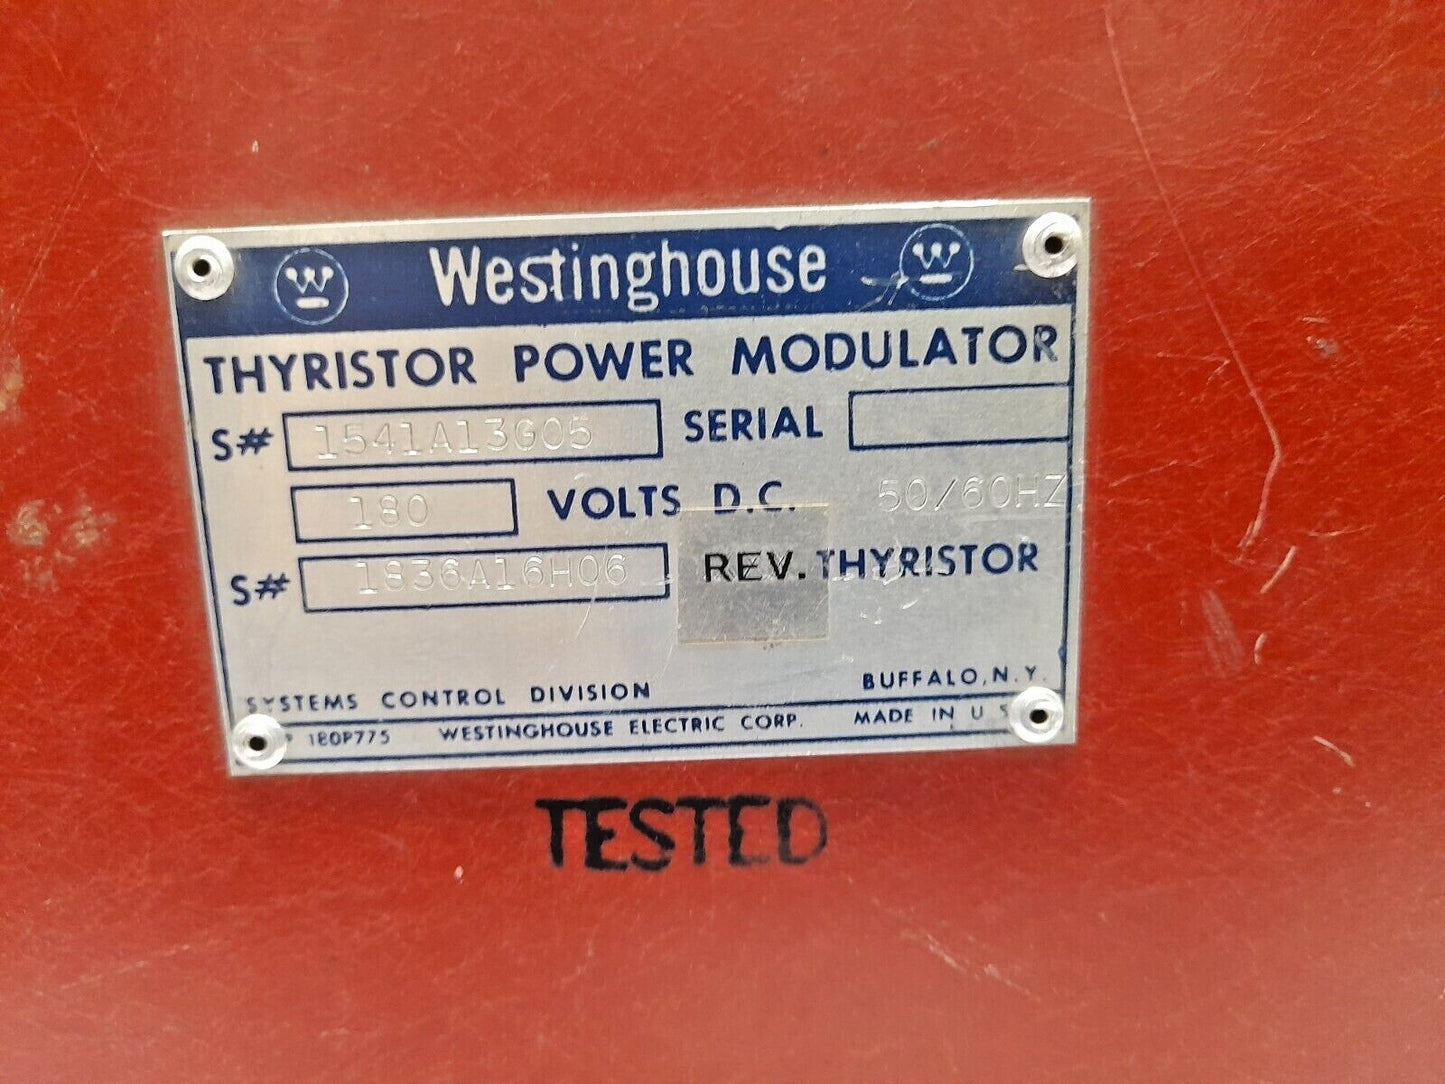 W Westinghouse W
THYRISTOR POWER MODULATOR
S# 1541A13G05 SERIAL
180 VOLTS D.C. 50/60HZ
S# 1836A16H06 REV. THYRISTOR
SYSTEMS CONTROL DIVISION BUFFALO, N.Y.
180P775 WESTINGHOUSE ELECTRIC CORP. MADE IN U S
TESTED